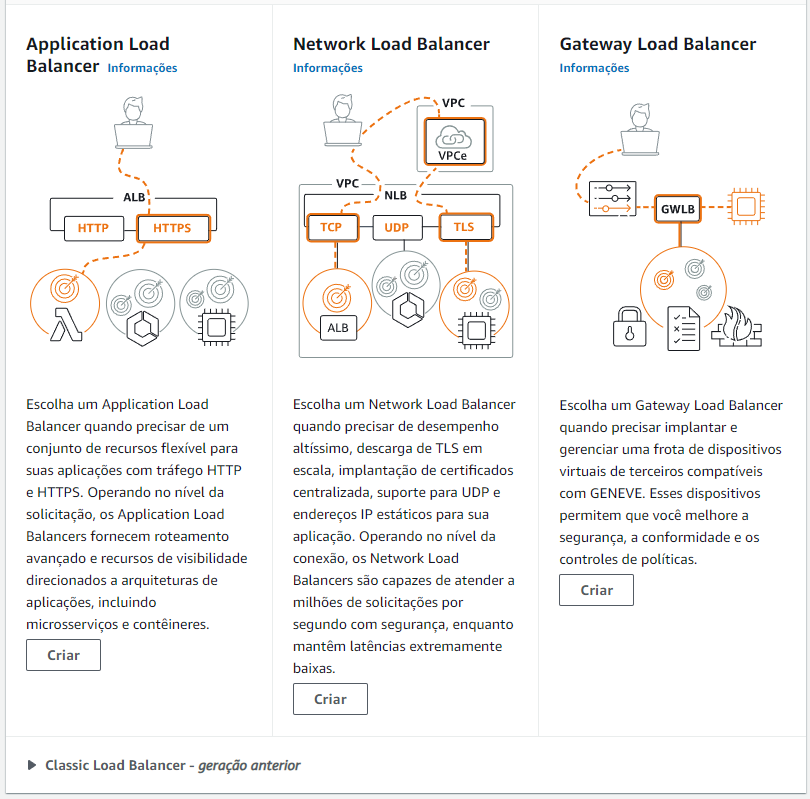 Application Load
Balancer Informações
ALB
HTTP HTTPS
Escolha um Application Load
Balancer quando precisar de um
conjunto de recursos flexível para
suas aplicações com tráfego HTTP
e HTTPS. Operando no nível da
solicitação, os Application Load
Balancers fornecem roteamento
avançado e recursos de visibilidade
direcionados a arquiteturas de
aplicações, incluindo
microsserviços e contêineres.
Criar
Network Load Balancer
Informações
VPC
VPCe
VPC
NLB
TCP UDP TLS
ALB
Escolha um Network Load Balancer
quando precisar de desempenho
altíssimo, descarga de TLS em
escala, implantação de certificados
centralizada, suporte para UDP e
endereços IP estáticos para sua
aplicação. Operando no nível da
conexão, os Network Load
Balancers são capazes de atender a
milhões de solicitações por
segundo com segurança, enquanto
mantêm latências extremamente
baixas.
Criar
Gateway Load Balancer
Informações
GWLB
Escolha um Gateway Load Balancer
quando precisar implantar e
gerenciar uma frota de dispositivos
virtuais de terceiros compatíveis
com GENEVE. Esses dispositivos
permitem que você melhore a
segurança, a conformidade e os
controles de políticas.
Criar
Classic Load Balancer - geração anterior